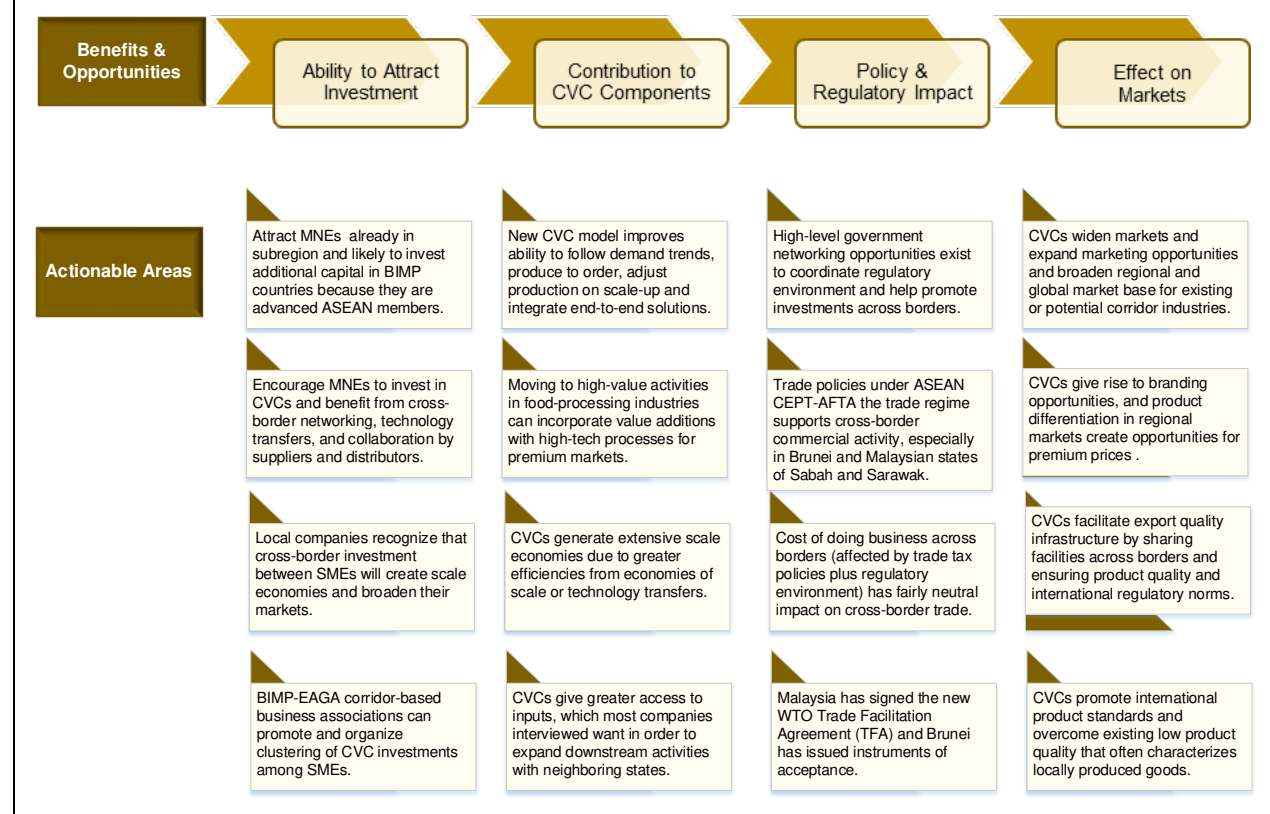 Benefits &
Opportunities
Ability to Attract
Investment
Contribution to
CVC Components
Policy &
Regulatory Impact
Effect on
Markets
Actionable Areas
Attract MNEs already in
subregion and likely to invest
additional capital in BIMP
countries because they are
advanced ASEAN members.
New CVC model improves
ability to follow demand trends,
produce to order, adjust
production on scale-up and
integrate end-to-end solutions.
High-level government
networking opportunities exist
to coordinate regulatory
environment and help promote
investments across borders.
CVCs widen markets and
expand marketing opportunities
and broaden regional and
global market base for existing
or potential corridor industries.
Encourage MNEs to invest in
CVCs and benefit from cross-
border networking, technology
transfers, and collaboration by
suppliers and distributors.
Moving to high-value activities
in food-processing industries
can incorporate value additions
with high-tech processes for
premium markets.
Trade policies under ASEAN
CEPT-AFTA the trade regime
supports cross-border
commercial activity, especially
in Brunei and Malaysian states
of Sabah and Sarawak.
CVCs give rise to branding
opportunities, and product
differentiation in regional
markets create opportunities for
premium prices .
Local companies recognize that
cross-border investment
between SMEs will create scale
economies and broaden their
markets.
CVCs generate extensive scale
economies due to greater
efficiencies from economies of
scale or technology transfers.
Cost of doing business across
borders (affected by trade tax
policies plus regulatory
environment) has fairly neutral
impact on cross-border trade.
CVCs facilitate export quality
infrastructure by sharing
facilities across borders and
ensuring product quality and
international regulatory norms.
BIMP-EAGA corridor-based
business associations can
promote and organize
clustering of CVC investments
among SMEs.
CVCs give greater access to
inputs, which most companies
interviewed want in order to
expand downstream activities
with neighboring states.
Malaysia has signed the new
WTO Trade Facilitation
Agreement (TFA) and Brunei
has issued instruments of
acceptance.
CVCs promote international
product standards and
overcome existing low product
quality that often characterizes
locally produced goods.